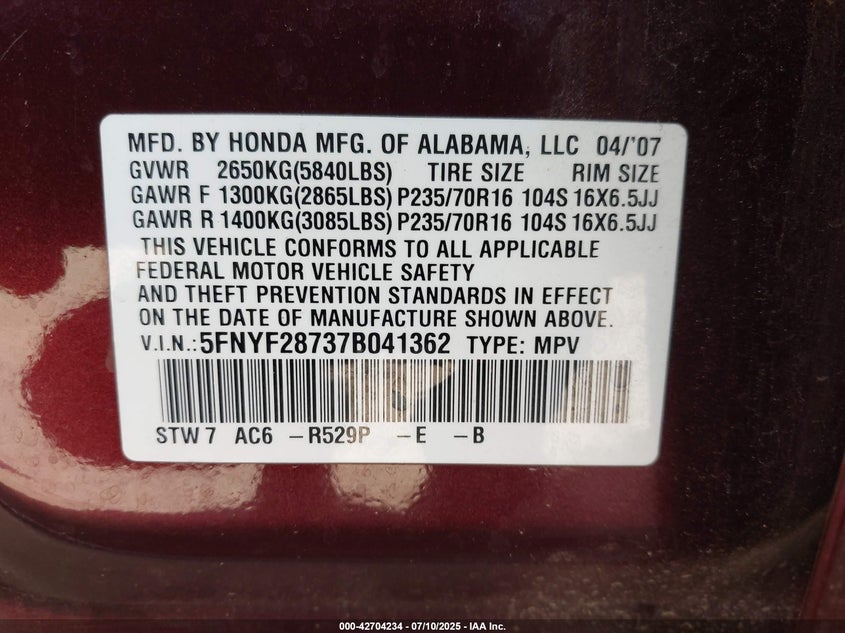 MFD. BY HONDA MFG. OF ALABAMA, LLC 04/'07
GVWR 2650KG(5840LBS) TIRE SIZE RIM SIZE
GAWR F 1300KG(2865LBS) P235/70R16 104S 16X6.5JJ
GAWR R 1400KG(3085LBS) P235/70R16 104S 16X6.5JJ
THIS VEHICLE CONFORMS TO ALL APPLICABLE
FEDERAL MOTOR VEHICLE SAFETY
AND THEFT PREVENTION STANDARDS IN EFFECT
ON THE DATE OF MANUFACTURE SHOWN ABOVE.
V.I.N.:5FNYF28737B041362 TYPE: MPV
STW 7 AC6 -R529P -E -B
000-42704234 - 07/10/2025 - IAA Inc.